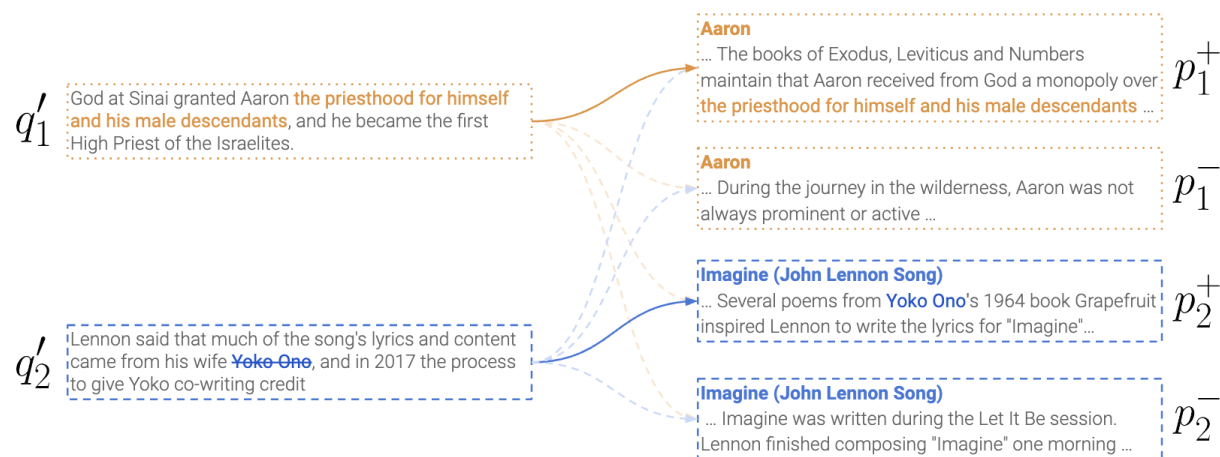 q′₁
God at Sinai granted Aaron the priesthood for himself
and his male descendants, and he became the first
High Priest of the Israelites.
Aaron
... The books of Exodus, Leviticus and Numbers
maintain that Aaron received from God a monopoly over
the priesthood for himself and his male descendants ...
p₁⁺
Aaron
... During the journey in the wilderness, Aaron was not
always prominent or active ...
p₁⁻
q′₂
Lennon said that much of the song's lyrics and content
came from his wife Yoko Ono, and in 2017 the process
to give Yoko co-writing credit
Imagine (John Lennon Song)
... Several poems from Yoko Ono's 1964 book Grapefruit
inspired Lennon to write the lyrics for "Imagine"...
p₂⁺
Imagine (John Lennon Song)
... Imagine was written during the Let It Be session.
Lennon finished composing "Imagine" one morning ...
p₂⁻